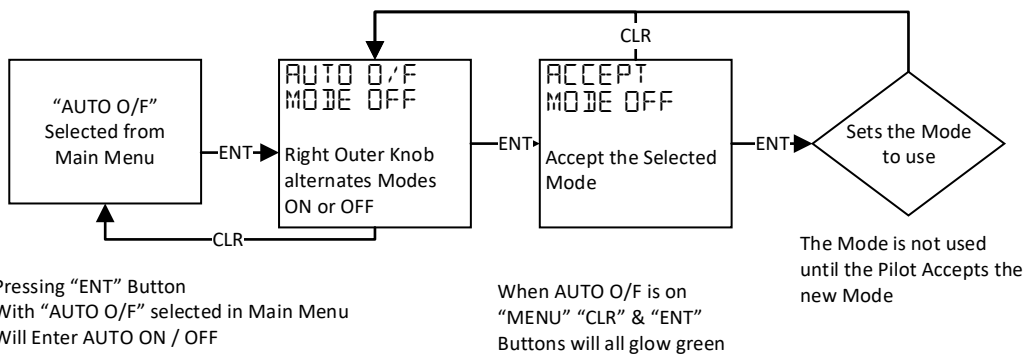 CLR
"AUTO O/F"
Selected from
Main Menu
ENT
AUTO O/F
MODE OFF
Right Outer Knob
alternates Modes
ON or OFF
ENT
ACCEPT
MODE OFF
Accept the Selected
Mode
ENT
Sets the Mode
to use
CLR
Pressing "ENT" Button
With "AUTO O/F" selected in Main Menu
Will Enter AUTO ON / OFF
When AUTO O/F is on
"MENU" "CLR" & "ENT"
Buttons will all glow green
The Mode is not used
until the Pilot Accepts the
new Mode